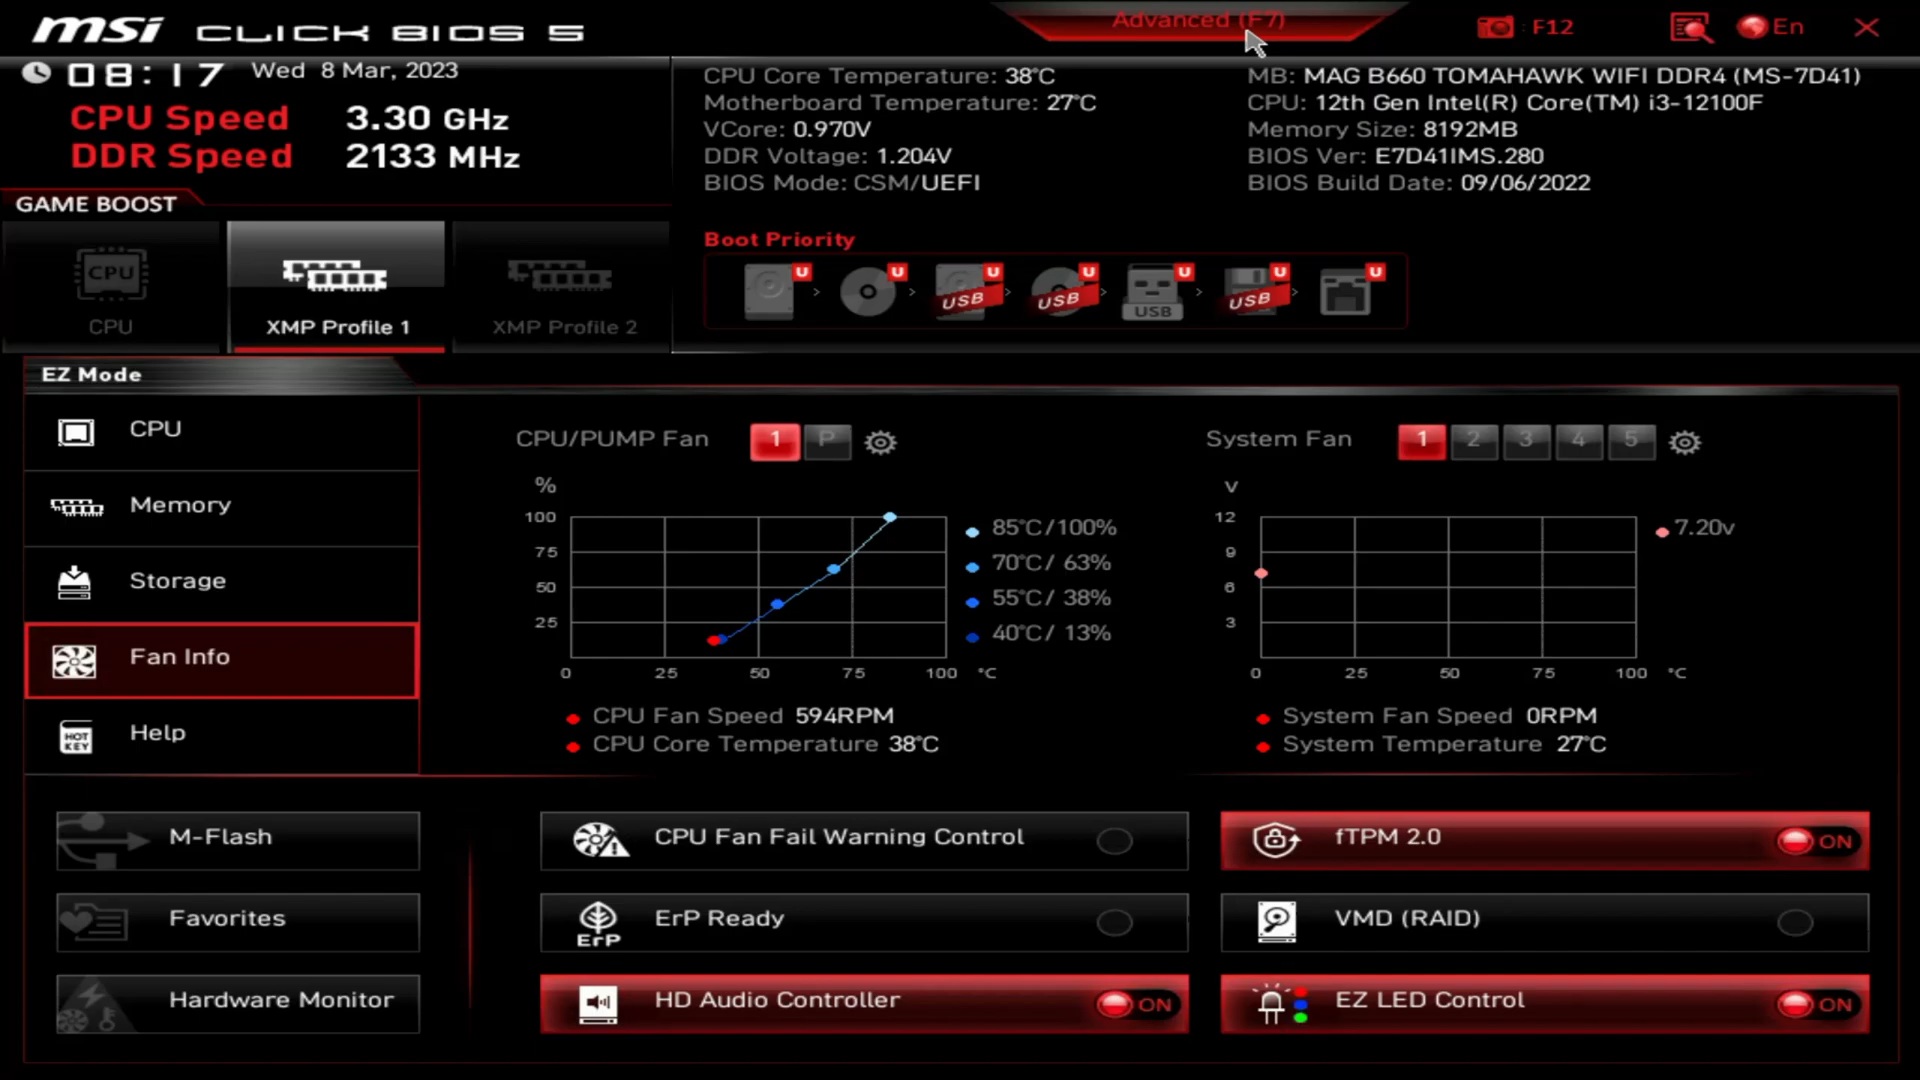 msi CLICK BIOS 5
Advanced (F7)
: F12
En
08:17 Wed 8 Mar, 2023
CPU Speed 3.30 GHz
DDR Speed 2133 MHz
CPU Core Temperature: 38°C
Motherboard Temperature: 27°C
VCore: 0.970V
DDR Voltage: 1.204V
BIOS Mode: CSM/UEFI
MB: MAG B660 TOMAHAWK WIFI DDR4 (MS-7D41)
CPU: 12th Gen Intel(R) Core(TM) i3-12100F
Memory Size: 8192MB
BIOS Ver: E7D41IMS.280
BIOS Build Date: 09/06/2022
GAME BOOST
CPU
CPU
XMP Profile 1
XMP Profile 2
Boot Priority
U U U U U U U
USB USB USB USB
EZ Mode
CPU
Memory
Storage
Fan Info
HOT KEY
Help
CPU/PUMP Fan 1 P
%
100
75
50
25
0 25 50 75 100 °C
85°C/100%
70°C/ 63%
55°C/ 38%
40°C/ 13%
CPU Fan Speed 594RPM
CPU Core Temperature 38°C
System Fan 1 2 3 4 5
V
12
9
6
3
0 25 50 75 100 °C
7.20v
System Fan Speed 0RPM
System Temperature 27°C
M-Flash
Favorites
Hardware Monitor
CPU Fan Fail Warning Control
ErP
ErP Ready
HD Audio Controller ON
fTPM 2.0 ON
VMD (RAID)
EZ LED Control ON